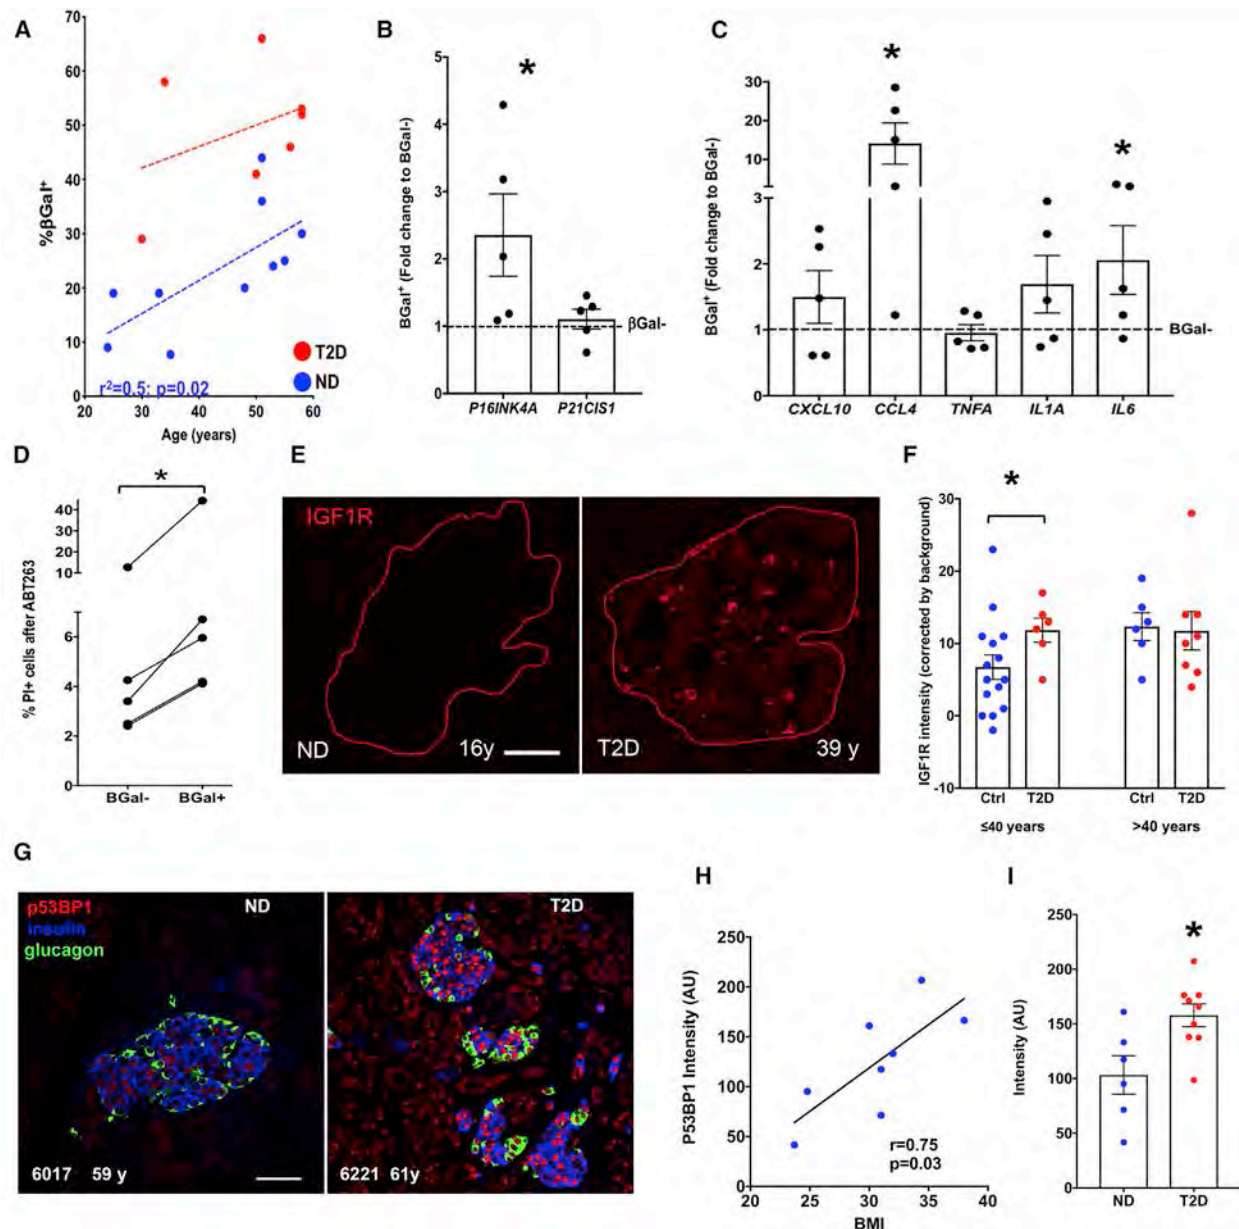 A
70
60
50
40
30
20
10
0
%βGal+
20 30 40 50 60
Age (years)
T2D
ND
r²=0.5; p=0.02
B
5
4
3
2
1
0
BGal+ (Fold change to BGal-)
*
βGal-
P16INK4A P21CIS1
C
30
20
10
3
2
1
0
BGal+ (Fold change to BGal-)
*
*
BGal-
CXCL10 CCL4 TNFA IL1A IL6
D
*
40
30
20
10
6
4
2
0
% PI+ cells after ABT263
BGal- BGal+
E
IGF1R
ND 16y
T2D 39 y
F
*
30
20
10
0
-10
IGF1R intensity (corrected by background)
Ctrl T2D Ctrl T2D
≤40 years >40 years
G
p53BP1 ND
insulin
glucagon
6017 59 y
T2D
6221 61y
H
250
200
150
100
50
0
P53BP1 Intensity (AU)
r=0.75
p=0.03
20 25 30 35 40
BMI
I
250
200
150
100
50
0
Intensity (AU)
*
ND T2D